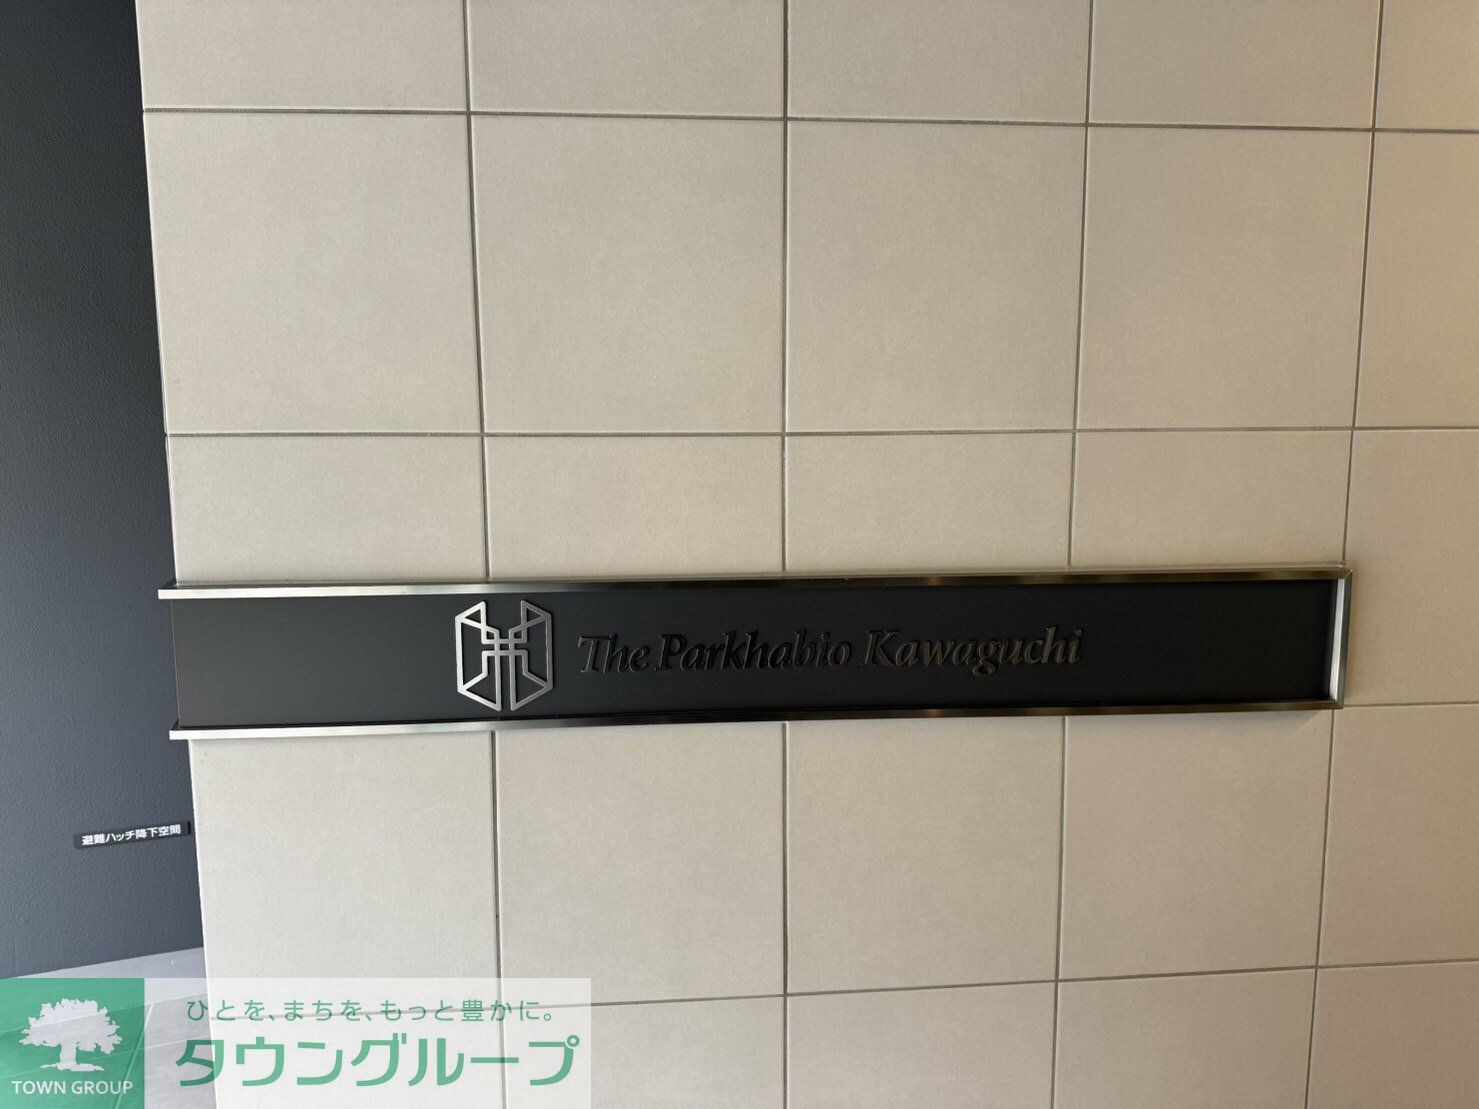 The Parkhabio Kawaguchi
避難ハッチ降下空間
ひとを、まちを、もっと豊かに。
タウングループ
TOWN GROUP